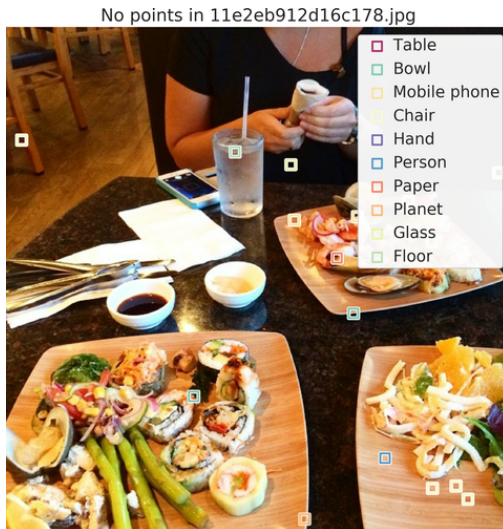 No points in 11e2eb912d16c178.jpg
Table
Bowl
Mobile phone
Chair
Hand
Person
Paper
Planet
Glass
Floor